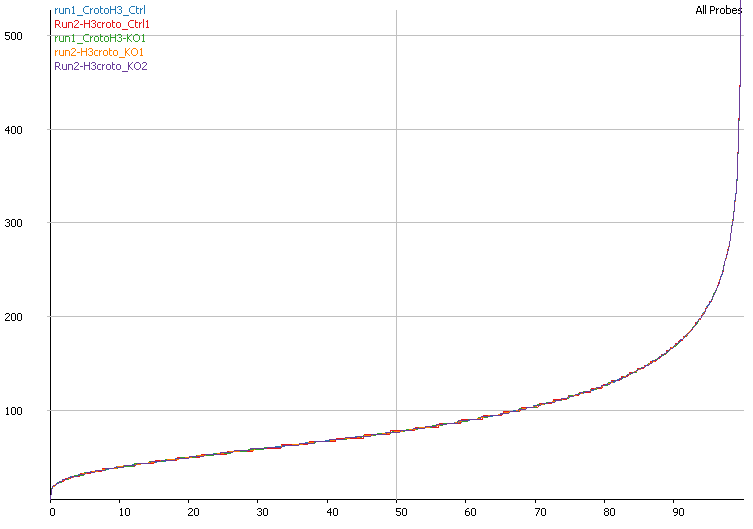 run1_CrotoH3_Ctrl
All Probes
Run2-H3croto_Ctrl1
run1_CrotoH3-KO1
run2-H3croto_KO1
Run2-H3croto_KO2
500
400
300
200
100
0 10 20 30 40 50 60 70 80 90